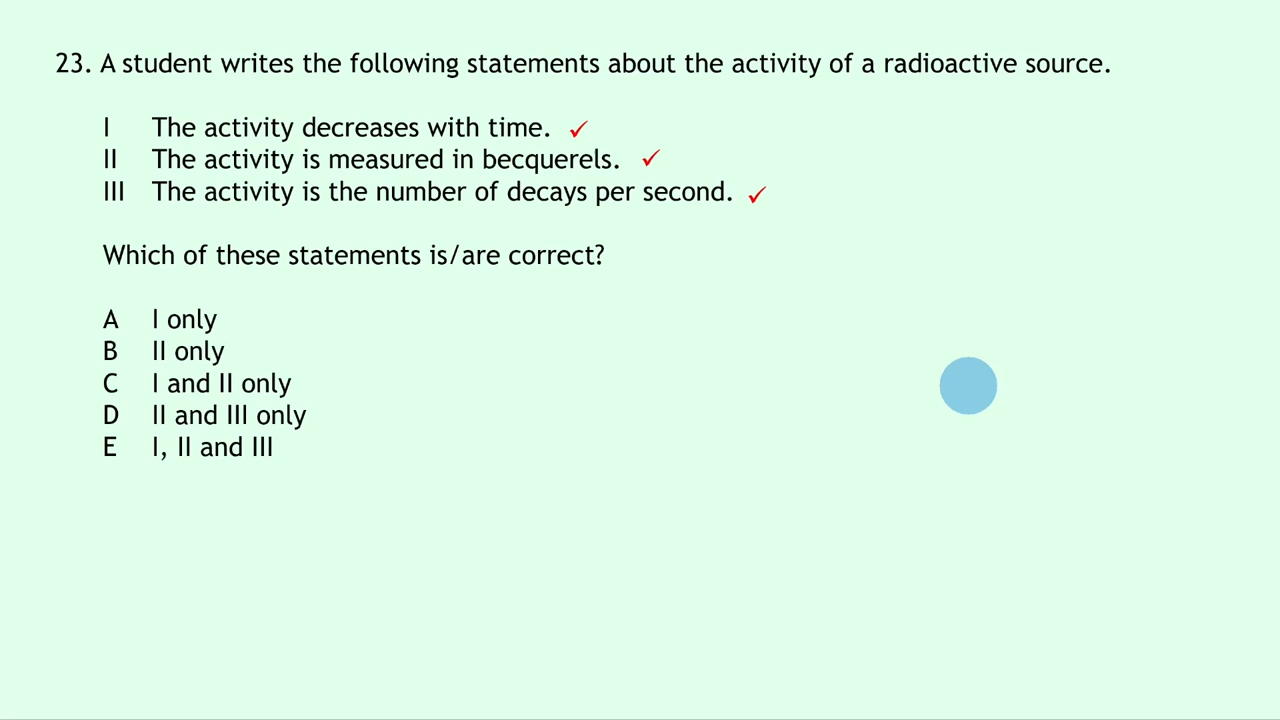 23. A student writes the following statements about the activity of a radioactive source.
I The activity decreases with time. ✓
II The activity is measured in becquerels. ✓
III The activity is the number of decays per second. ✓
Which of these statements is/are correct?
A I only
B II only
C I and II only
D II and III only
E I, II and III